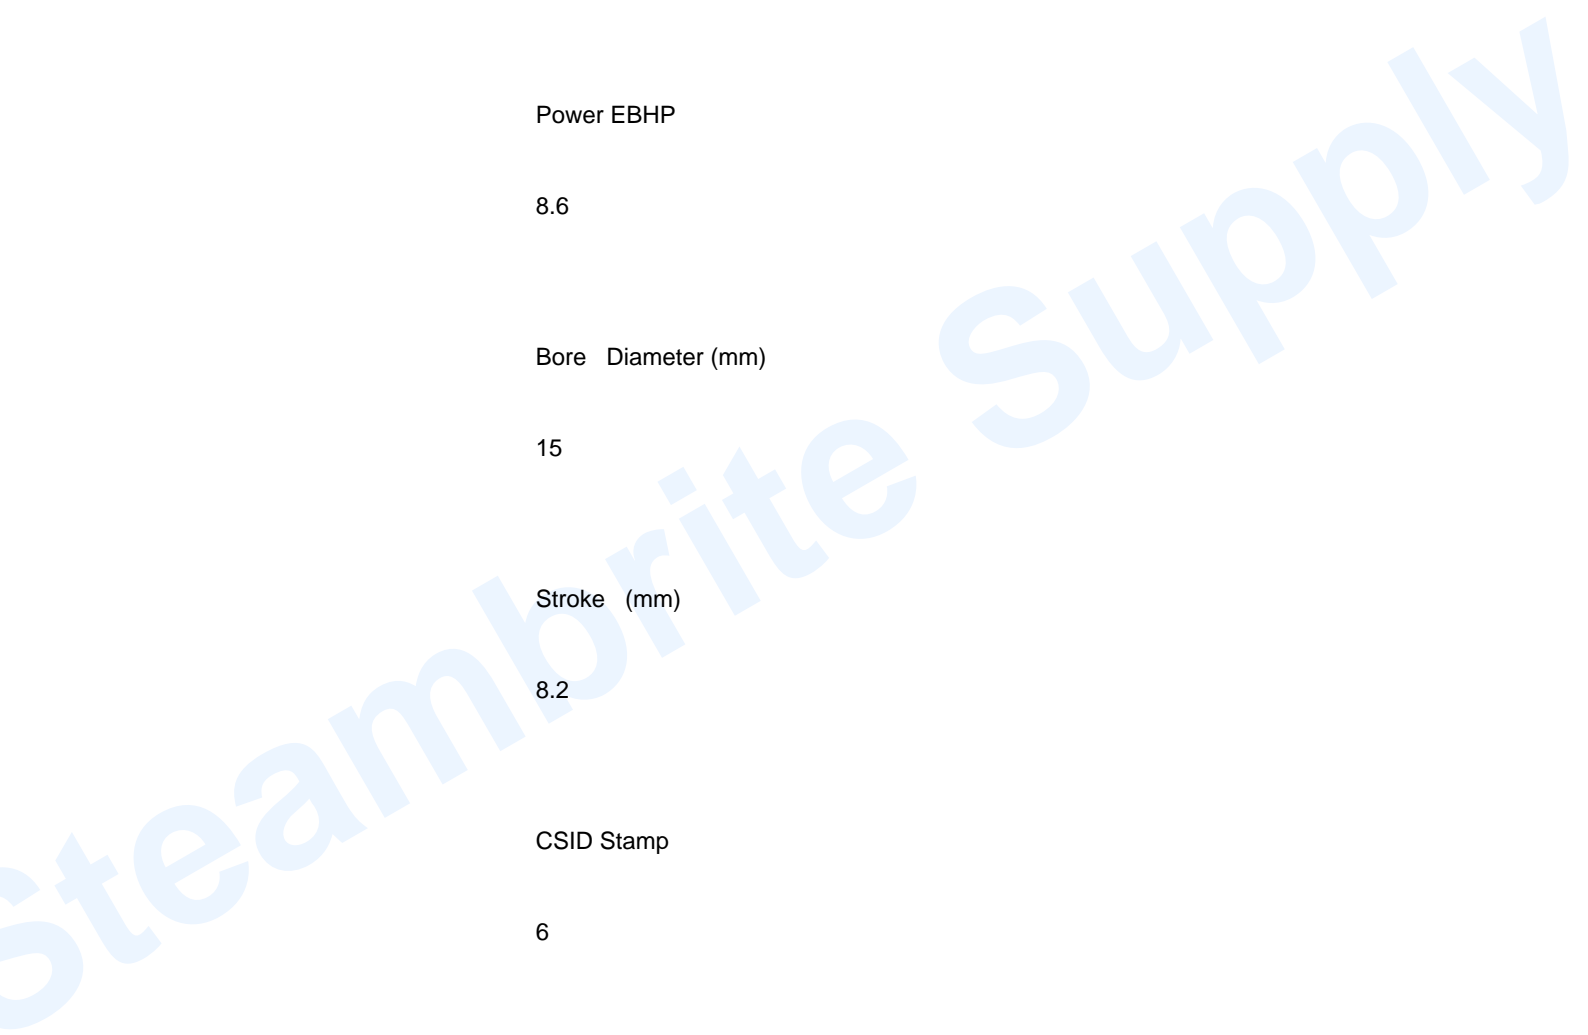 Power EBHP
8.6
Bore   Diameter (mm)
15
Stroke   (mm)
8.2
CSID Stamp
6
Steambrite Supply